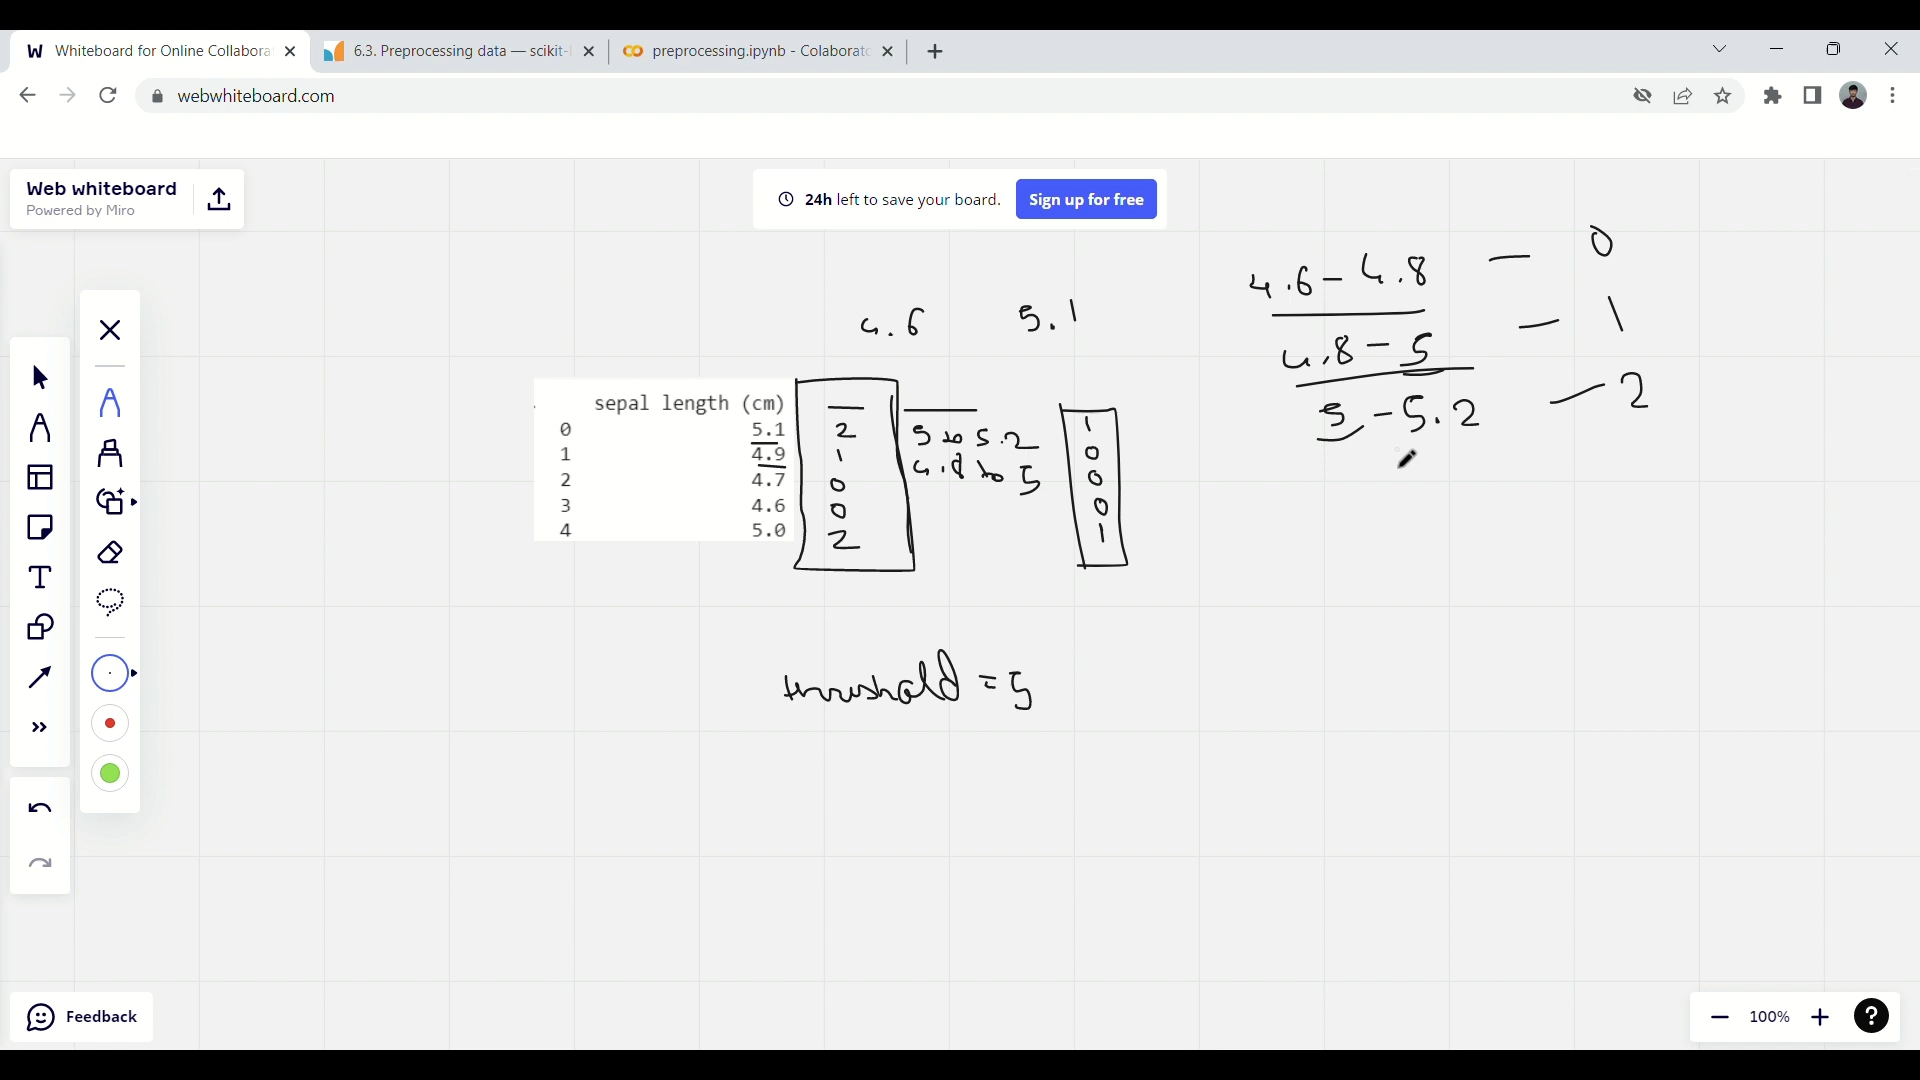 W Whiteboard for Online Collabora
6.3. Preprocessing data — scikit-l
preprocessing.ipynb - Colaborato
webwhiteboard.com
Web whiteboard
Powered by Miro
24h left to save your board.
Sign up for free
4.6 5.1
4.6 – 4.8 — 0
4.8 – 5 — 1
5 – 5.2 — 2
sepal length (cm)
0 5.1 2 5 to 5.2 1
1 4.9 1 4.8 to 5 0
2 4.7 0 0
3 4.6 0 0
4 5.0 2 1
threshold = 5
Feedback
100%